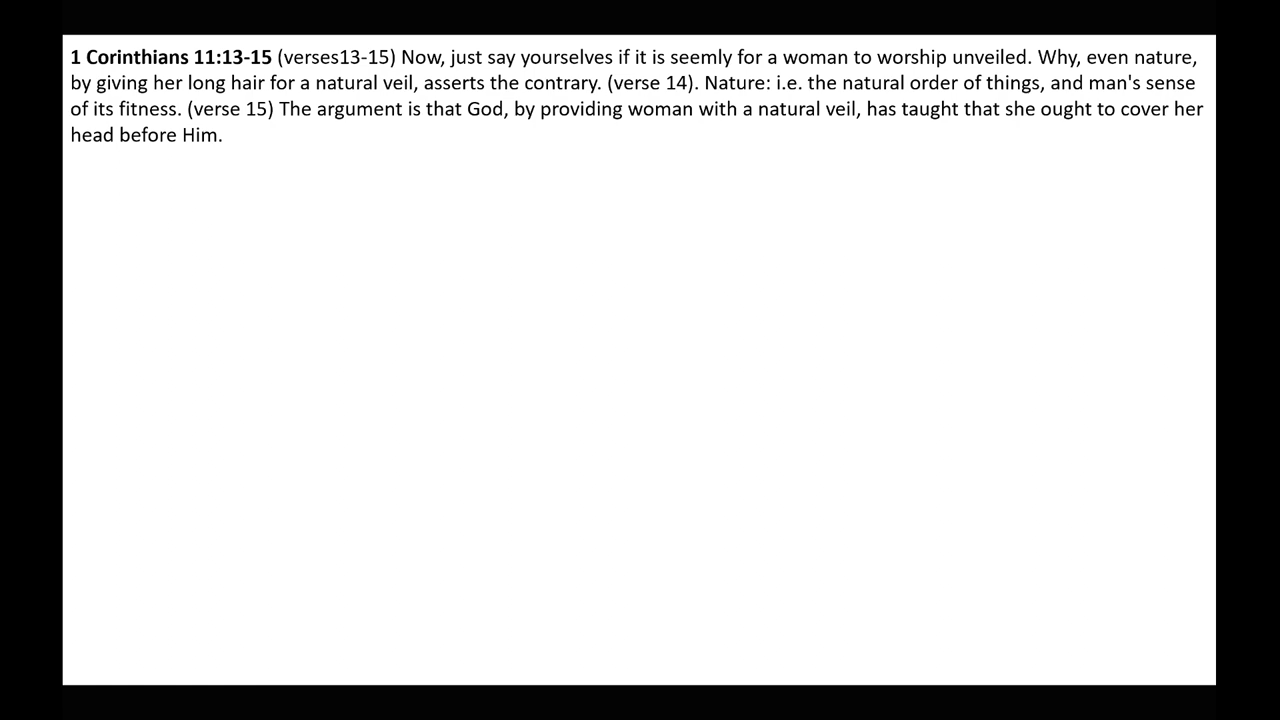 1 Corinthians 11:13-15 (verses13-15) Now, just say yourselves if it is seemly for a woman to worship unveiled. Why, even nature,
by giving her long hair for a natural veil, asserts the contrary. (verse 14). Nature: i.e. the natural order of things, and man's sense
of its fitness. (verse 15) The argument is that God, by providing woman with a natural veil, has taught that she ought to cover her
head before Him.